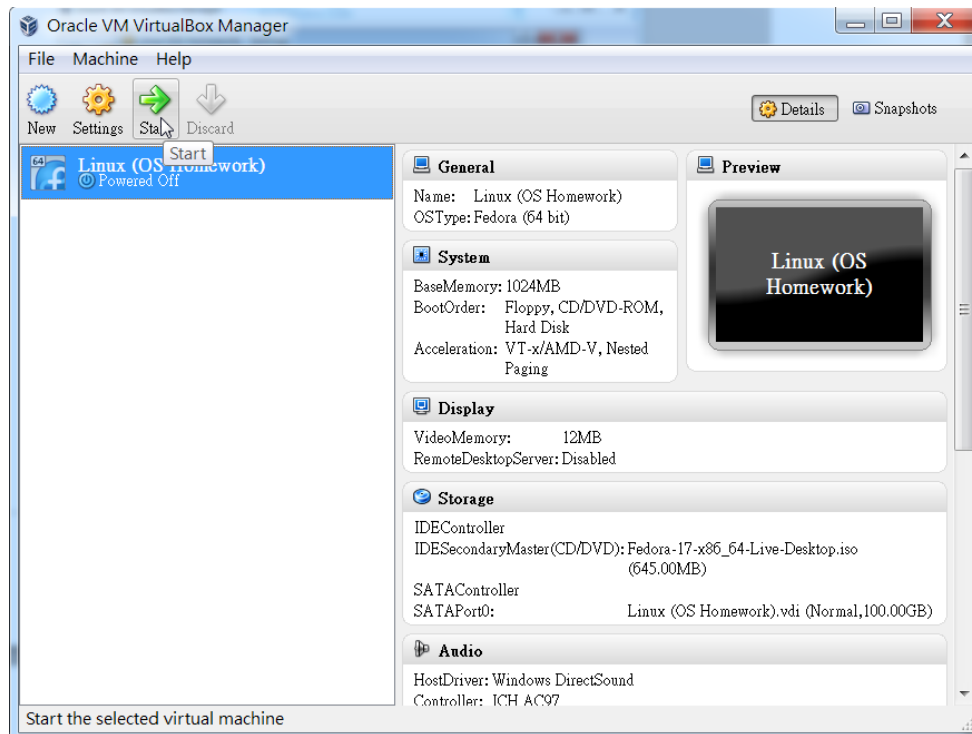 Oracle VM VirtualBox Manager
File Machine Help
New Settings Discard
Details Snapshots
Start
64
Linux (OS Homework)
Powered Off
General
Name: Linux (OS Homework)
OSType: Fedora (64 bit)
Preview
Linux (OS
Homework)
System
BaseMemory: 1024MB
BootOrder: Floppy, CD/DVD-ROM,
Hard Disk
Acceleration: VT-x/AMD-V, Nested
Paging
Display
VideoMemory: 12MB
RemoteDesktopServer: Disabled
Storage
IDEController
IDESecondaryMaster(CD/DVD): Fedora-17-x86_64-Live-Desktop.iso
(645.00MB)
SATAController
SATAPort0: Linux (OS Homework).vdi (Normal,100.00GB)
Audio
HostDriver: Windows DirectSound
Controller: ICH AC97
Start the selected virtual machine